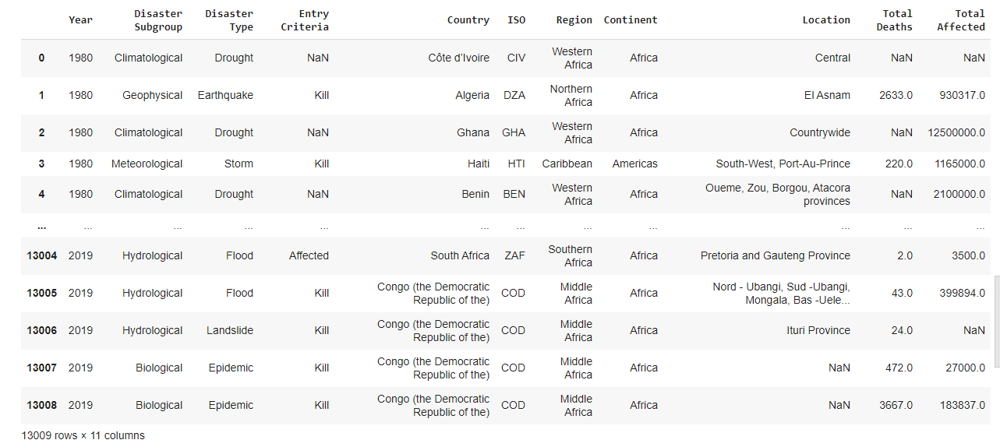 Year Disaster Subgroup Disaster Type Entry Criteria Country ISO Region Continent Location Total Deaths Total Affected
0 1980 Climatological Drought NaN Côte d’Ivoire CIV Western Africa Africa Central NaN NaN
1 1980 Geophysical Earthquake Kill Algeria DZA Northern Africa Africa El Asnam 2633.0 930317.0
2 1980 Climatological Drought NaN Ghana GHA Western Africa Africa Countrywide NaN 12500000.0
3 1980 Meteorological Storm Kill Haiti HTI Caribbean Americas South-West, Port-Au-Prince 220.0 1165000.0
4 1980 Climatological Drought NaN Benin BEN Western Africa Africa Oueme, Zou, Borgou, Atacora provinces NaN 2100000.0
... ... ... ... ... ... ... ... ... ... ... ...
13004 2019 Hydrological Flood Affected South Africa ZAF Southern Africa Africa Pretoria and Gauteng Province 2.0 3500.0
13005 2019 Hydrological Flood Kill Congo (the Democratic Republic of the) COD Middle Africa Africa Nord - Ubangi, Sud -Ubangi, Mongala, Bas -Uele... 43.0 399894.0
13006 2019 Hydrological Landslide Kill Congo (the Democratic Republic of the) COD Middle Africa Africa Ituri Province 24.0 NaN
13007 2019 Biological Epidemic Kill Congo (the Democratic Republic of the) COD Middle Africa Africa NaN 472.0 27000.0
13008 2019 Biological Epidemic Kill Congo (the Democratic Republic of the) COD Middle Africa Africa NaN 3667.0 183837.0
13009 rows × 11 columns